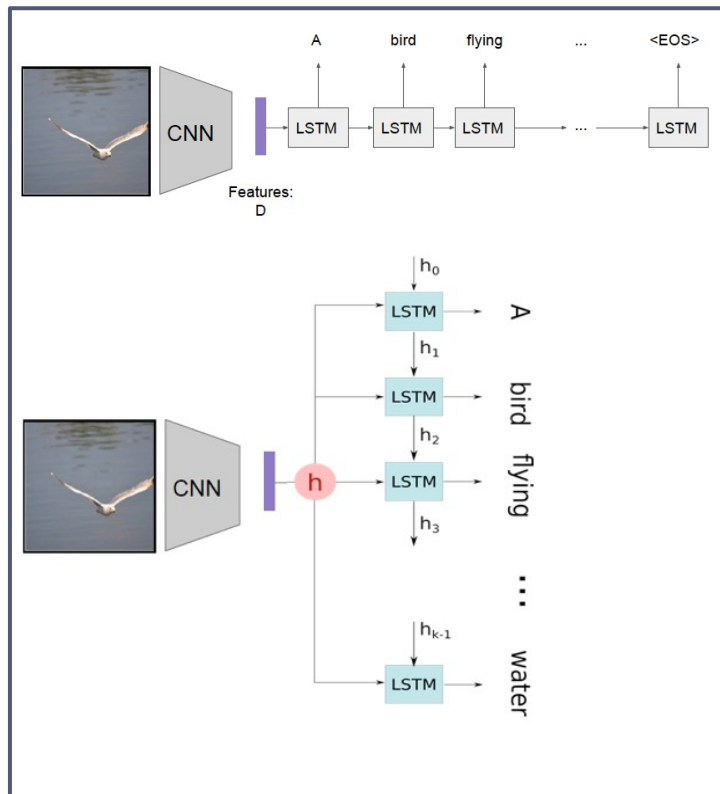 A bird flying ... <EOS>
CNN
LSTM LSTM LSTM ... LSTM
Features:
D
h0
LSTM A
h1
LSTM bird
h2
CNN
h
LSTM flying
h3
...
hk-1
LSTM water